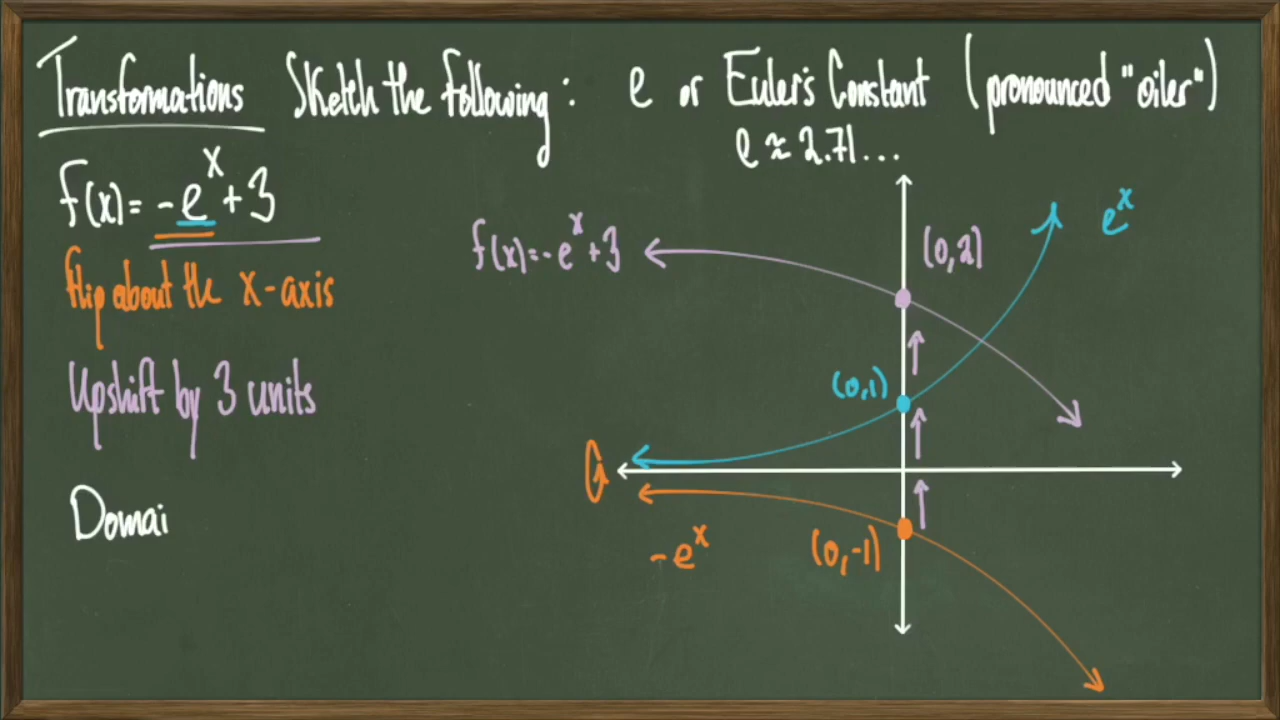 Transformations Sketch the following: e or Euler's Constant (pronounced "oiler")
e ≈ 2.71...
f(x) = -e^x + 3
flip about the x-axis
Upshift by 3 units
Domai
f(x) = -e^x + 3
(0,2)
e^x
(0,1)
-e^x
(0,-1)